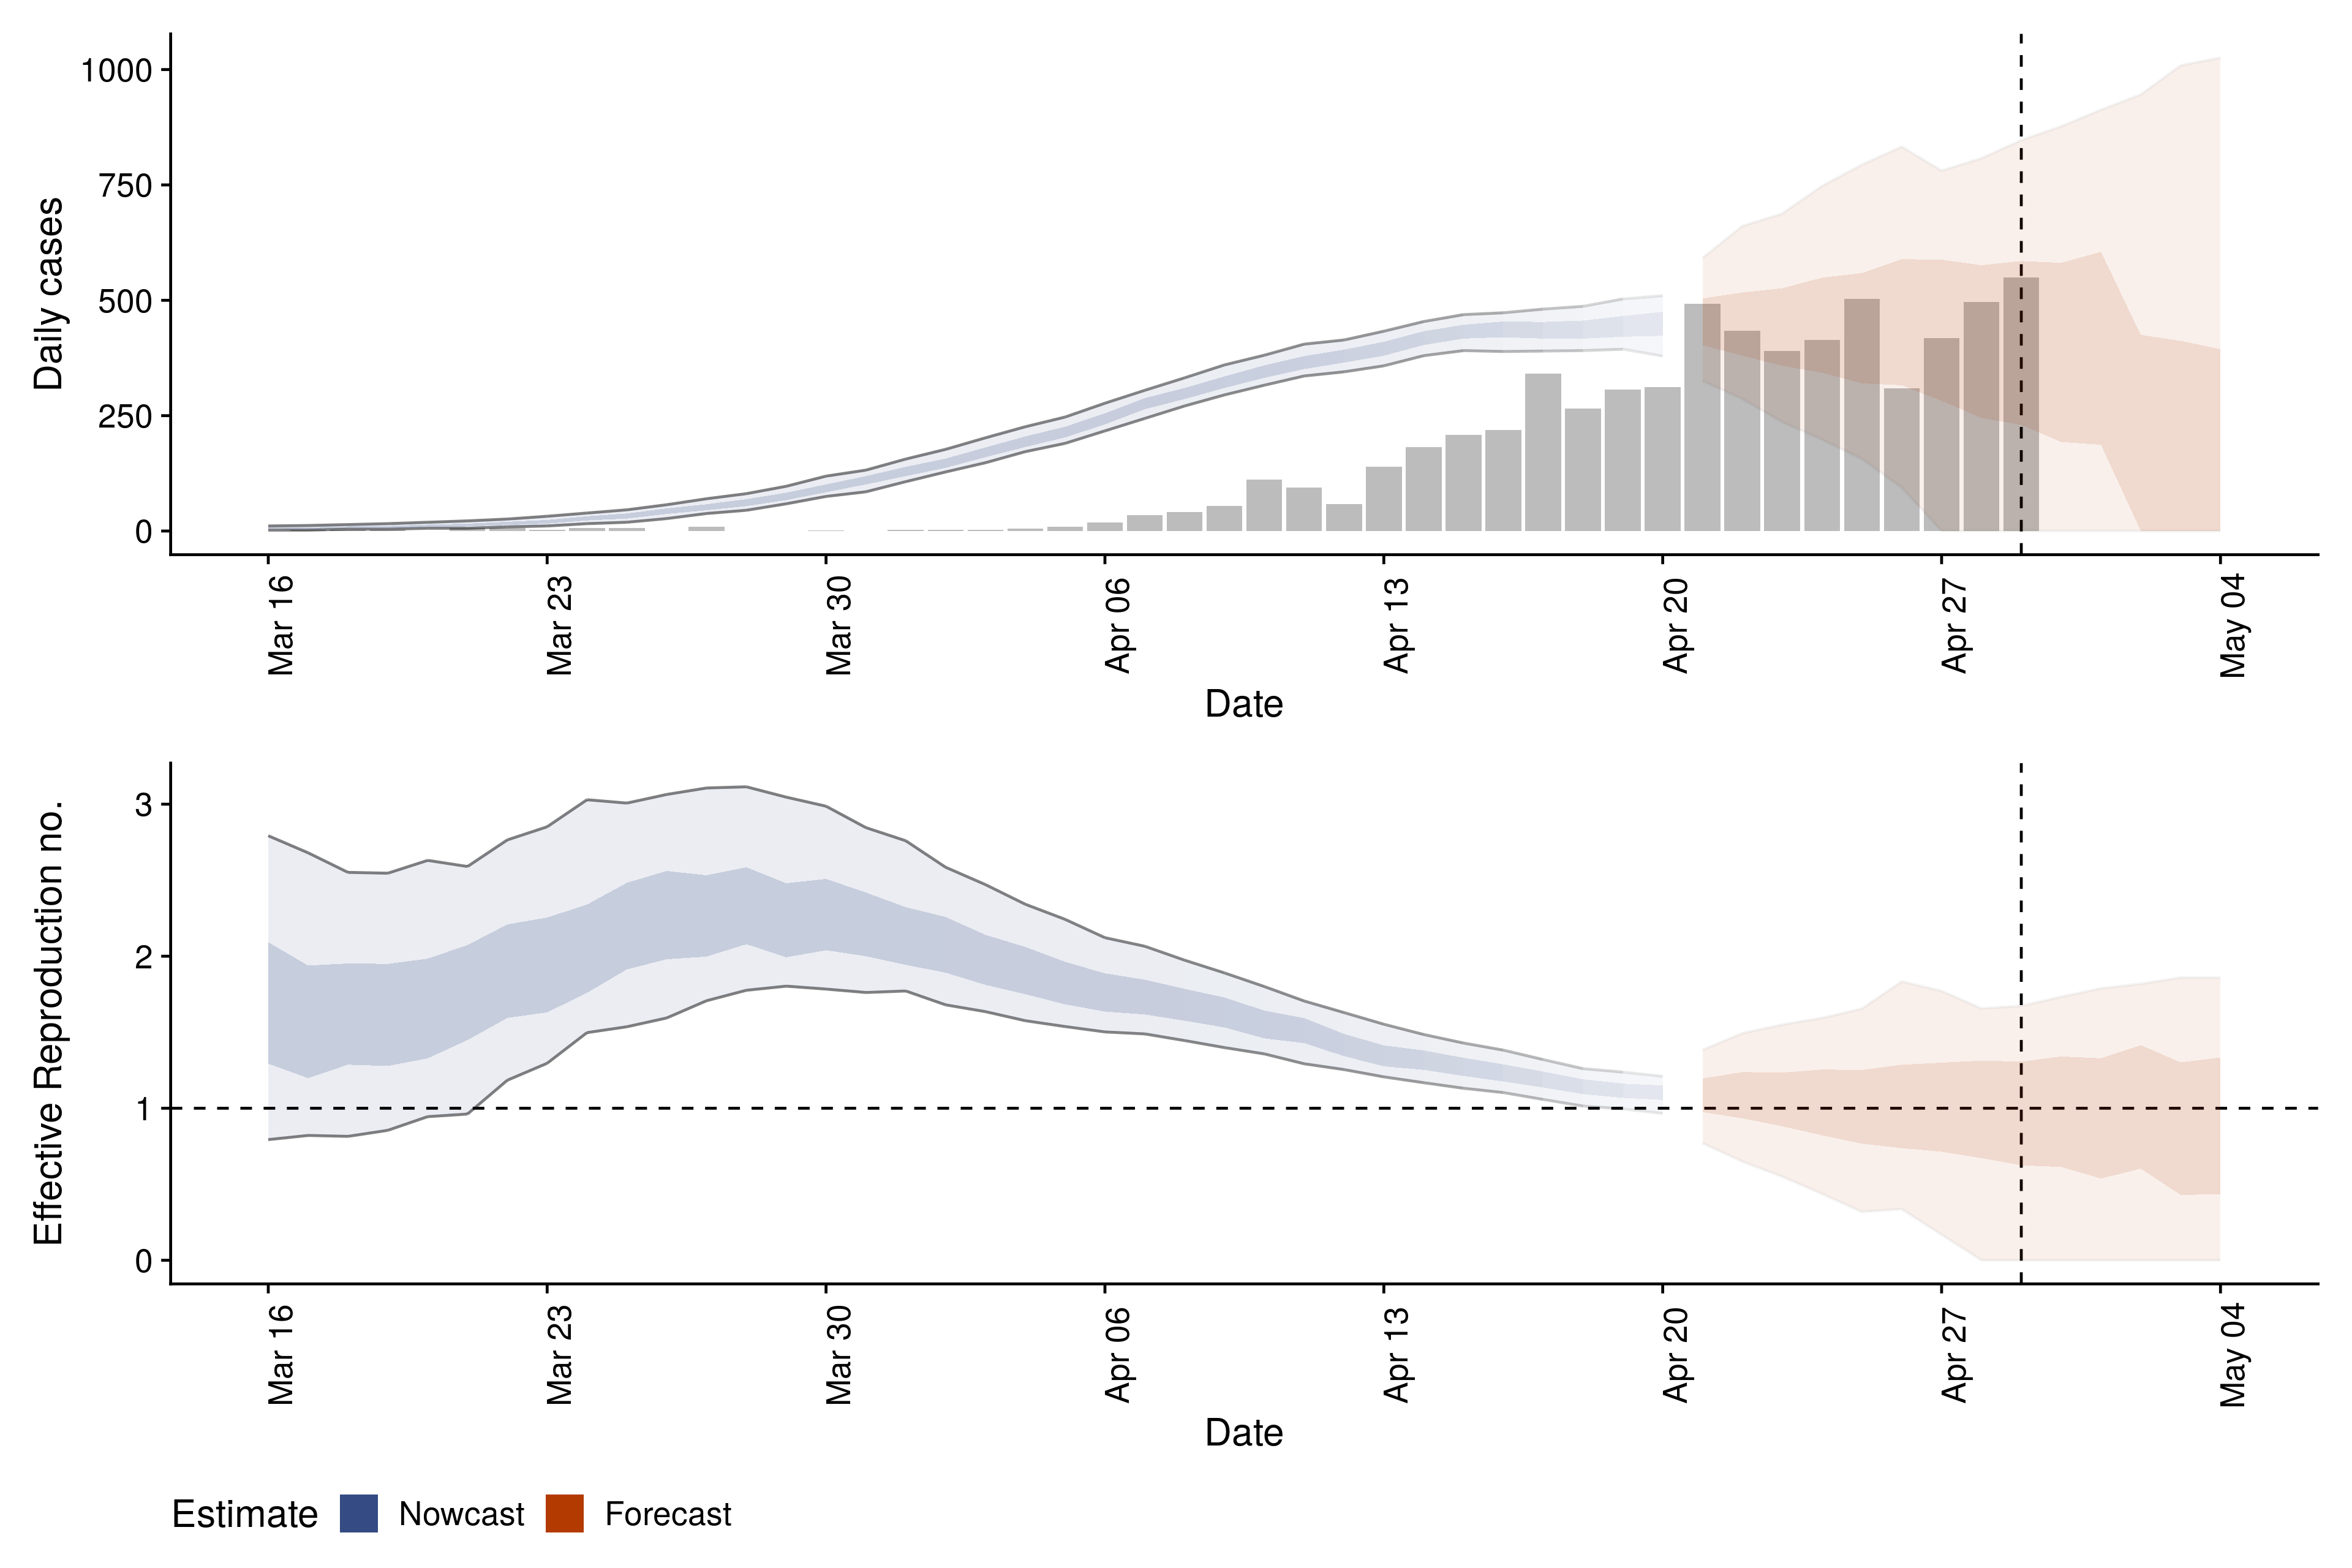 Daily cases
1000
750
500
250
0
Mar 16
Mar 23
Mar 30
Apr 06
Apr 13
Apr 20
Apr 27
May 04
Date
Effective Reproduction no.
3
2
1
0
Mar 16
Mar 23
Mar 30
Apr 06
Apr 13
Apr 20
Apr 27
May 04
Date
Estimate Nowcast Forecast